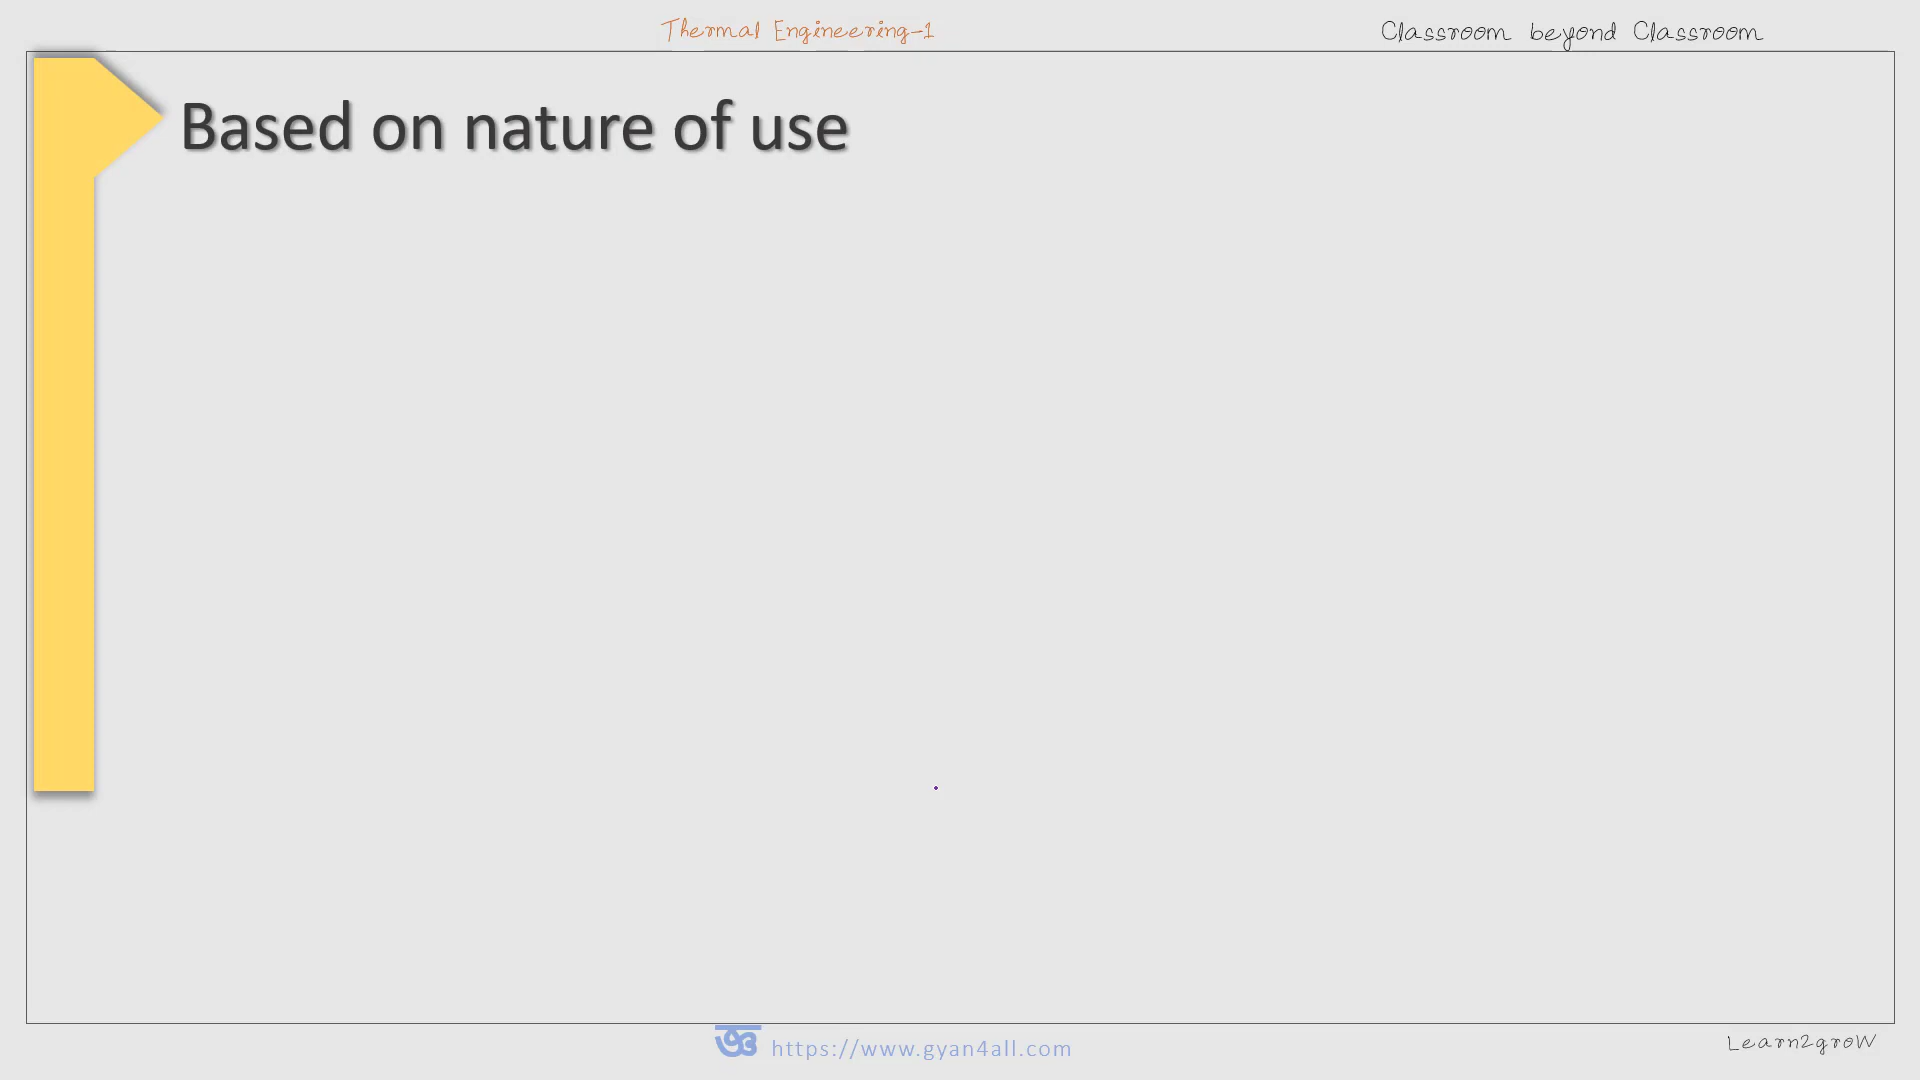 Thermal Engineering-1
Classroom beyond Classroom
Based on nature of use
https://www.gyan4all.com
Learn2groW